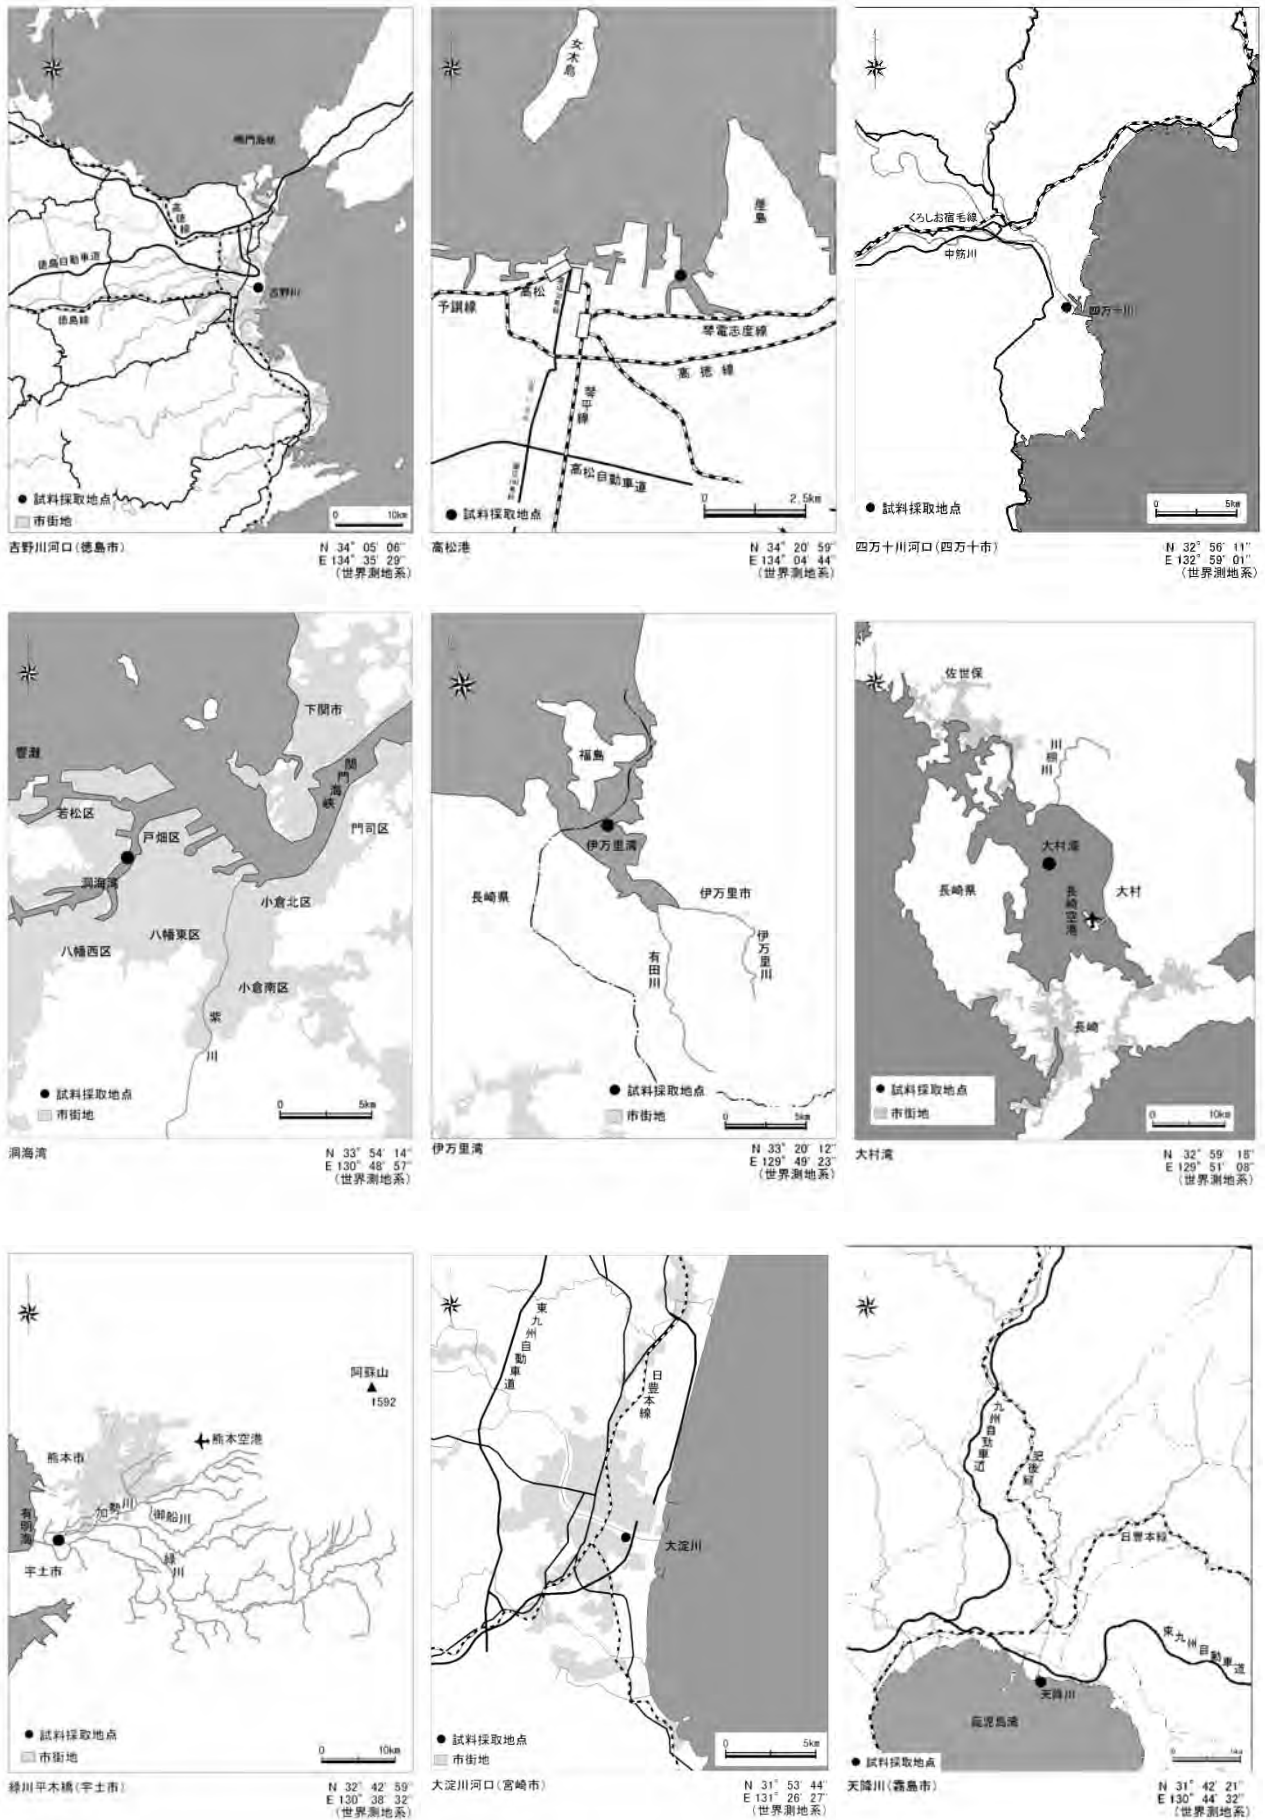 鳴門海峡
高徳線
徳島自動車道
吉野川
徳島線
● 試料採取地点
市街地
0 10km
吉野川河口(徳島市)
N 34° 05′ 06″
E 134° 35′ 29″
(世界測地系)
女木島
屋島
高松
予讃線
琴電志度線
高徳線
琴平線
高松自動車道
0 2.5km
● 試料採取地点
高松港
N 34° 20′ 59″
E 134° 04′ 44″
(世界測地系)
くろしお宿毛線
中筋川
四万十川
● 試料採取地点
0 5km
四万十川河口(四万十市)
N 32° 56′ 11″
E 132° 59′ 01″
(世界測地系)
下関市
響灘
関門海峡
若松区
戸畑区
門司区
洞海湾
小倉北区
八幡東区
八幡西区
小倉南区
紫川
● 試料採取地点
市街地
0 5km
洞海湾
N 33° 54′ 14″
E 130° 48′ 57″
(世界測地系)
福島
伊万里湾
長崎県
伊万里市
伊万里川
有田川
● 試料採取地点
市街地
0 5km
伊万里湾
N 33° 20′ 12″
E 129° 49′ 23″
(世界測地系)
佐世保
川棚川
大村湾
長崎県
大村
長崎空港
長崎
● 試料採取地点
市街地
0 10km
大村湾
N 32° 59′ 18″
E 129° 51′ 08″
(世界測地系)
阿蘇山
▲
1592
熊本空港
熊本市
加勢川
御船川
有明海
緑川
宇土市
● 試料採取地点
市街地
0 10km
緑川平木橋(宇土市)
N 32° 42′ 59″
E 130° 38′ 32″
(世界測地系)
東九州自動車道
日豊本線
大淀川
● 試料採取地点
市街地
0 5km
大淀川河口(宮崎市)
N 31° 53′ 44″
E 131° 26′ 27″
(世界測地系)
九州自動車道
肥後線
日豊本線
東九州自動車道
天降川
鹿児島湾
● 試料採取地点
0 5km
天降川(霧島市)
N 31° 42′ 21″
E 130° 44′ 32″
(世界測地系)